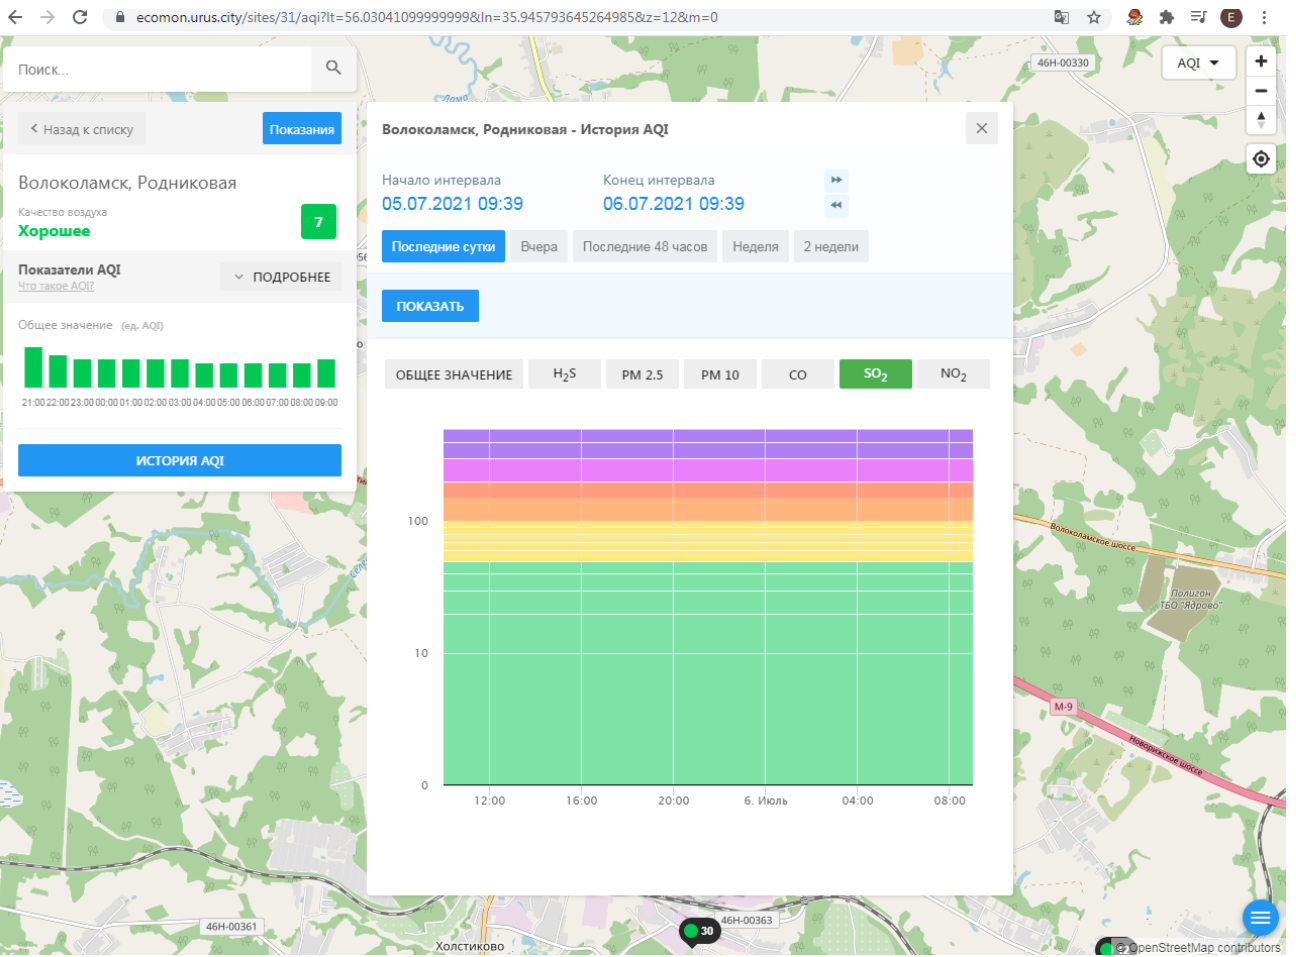 ecomon.urus.city/sites/31/aqi?lt=56.03041099999999&ln=35.945793645264985&z=12&m=0
E
Поиск...
46Н-00330
AQI
Назад к списку
Показания
Волоколамск, Родниковая
Качество воздуха
Хорошее
7
Показатели AQI
Что такое AQI?
ПОДРОБНЕЕ
Общее значение (ед. AQI)
21:00 22:00 23:00 00:00 01:00 02:00 03:00 04:00 05:00 06:00 07:00 08:00 09:00
ИСТОРИЯ AQI
Лама
Волоколамск, Родниковая - История AQI
Начало интервала
05.07.2021 09:39
Конец интервала
06.07.2021 09:39
Последние сутки
Вчера
Последние 48 часов
Неделя
2 недели
ПОКАЗАТЬ
ОБЩЕЕ ЗНАЧЕНИЕ
H2S
PM 2.5
PM 10
CO
SO2
NO2
100
10
0
12:00
16:00
20:00
6. Июль
04:00
08:00
Волоколамское шоссе
Полигон
ТБО "Ядрово"
М-9
Новорижское шоссе
46Н-00361
Холстиково
30
46Н-00363
© OpenStreetMap contributors